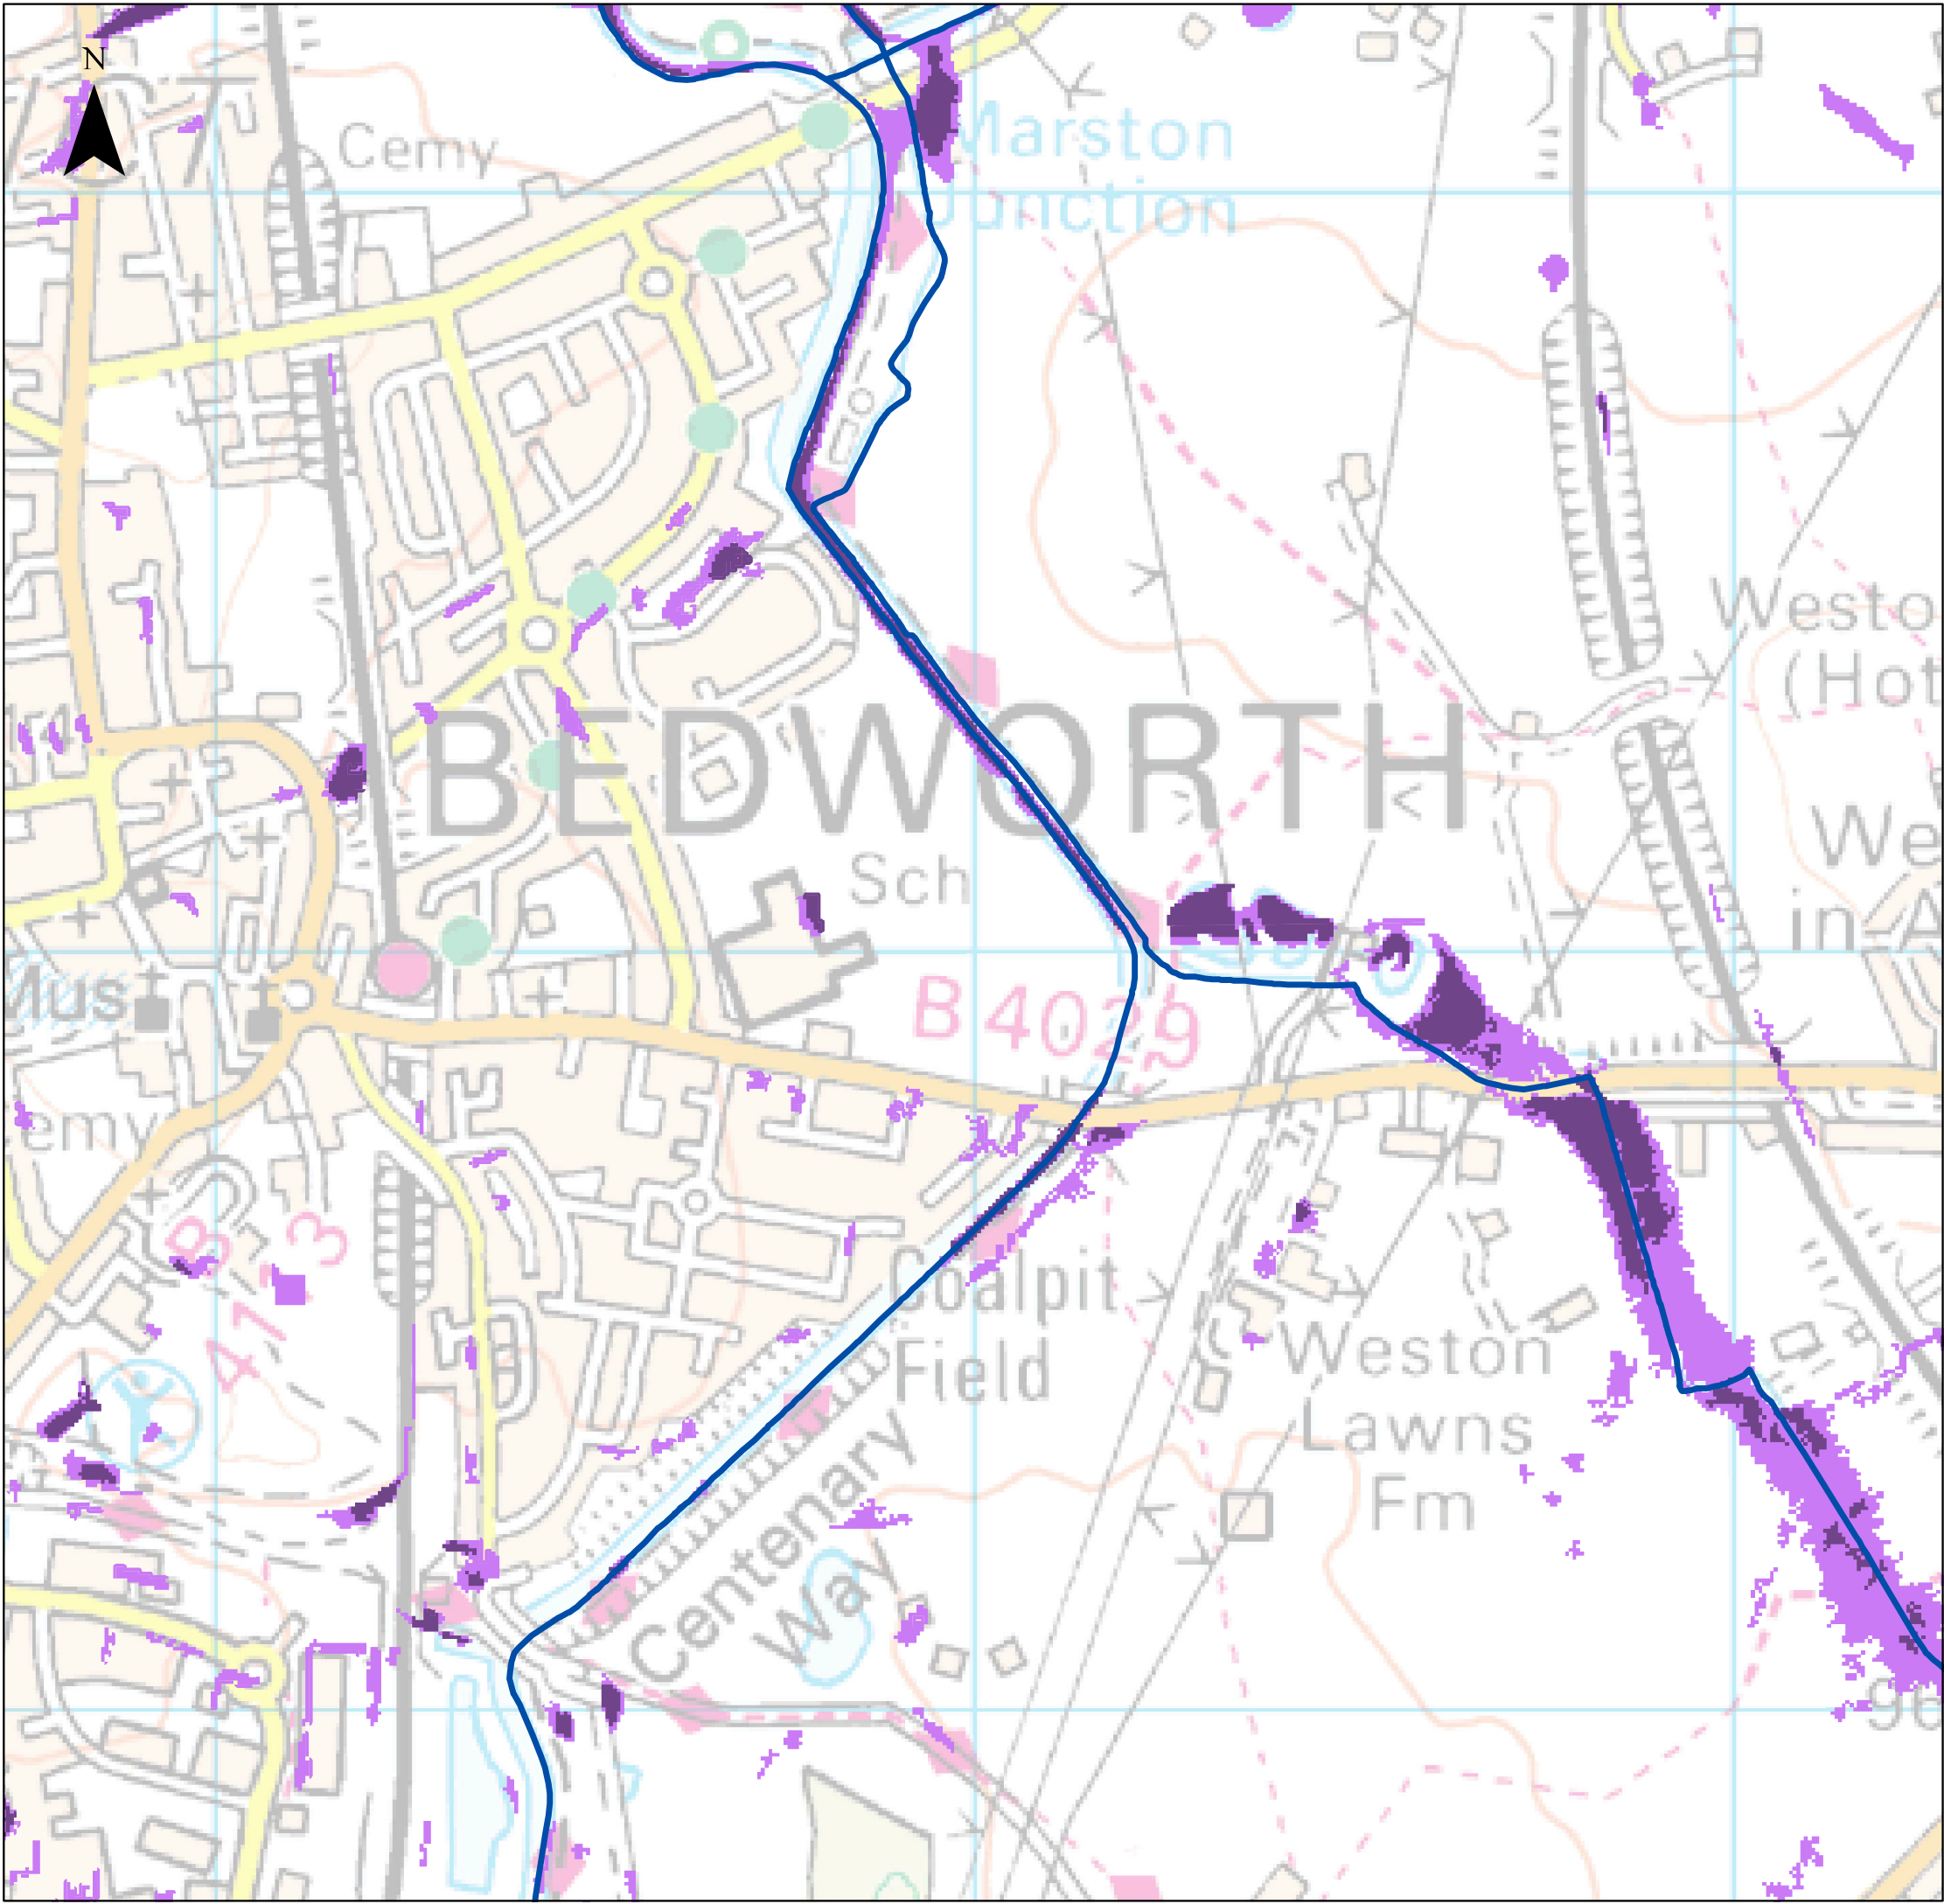 N
Cemy
Marston
Junction
Westo
(Hot
14
BEDWORTH
We
Sch
in A
Mus
B 4029
emy
B 4113
Coalpit
Field
Weston
Lawns
Fm
Centenary
Way